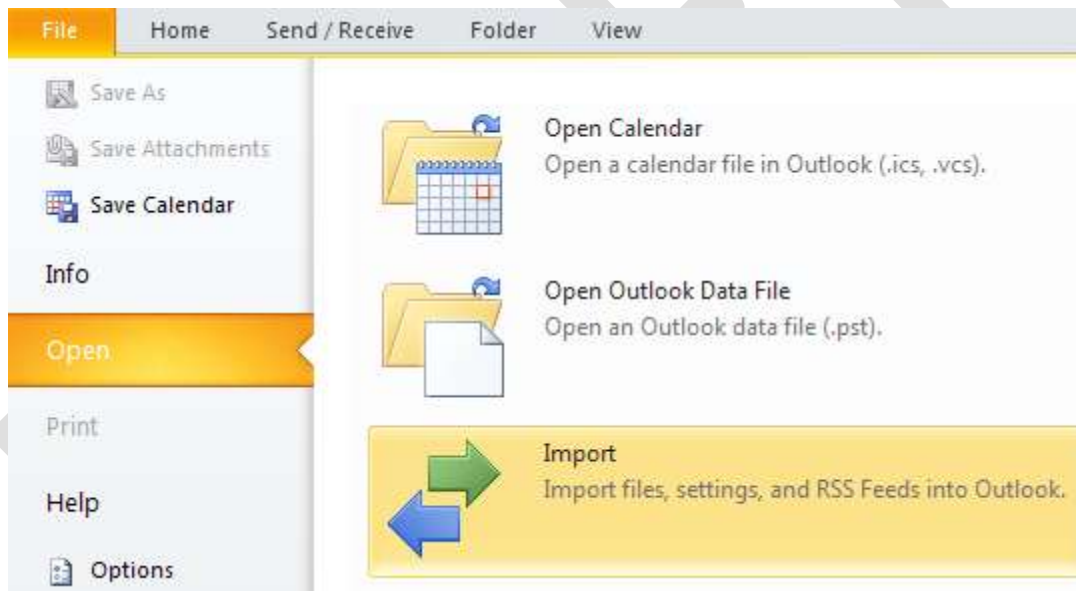 File Home Send / Receive Folder View
Save As
Save Attachments
Save Calendar
Info
Open
Print
Help
Options
Open Calendar
Open a calendar file in Outlook (.ics, .vcs).
Open Outlook Data File
Open an Outlook data file (.pst).
Import
Import files, settings, and RSS Feeds into Outlook.